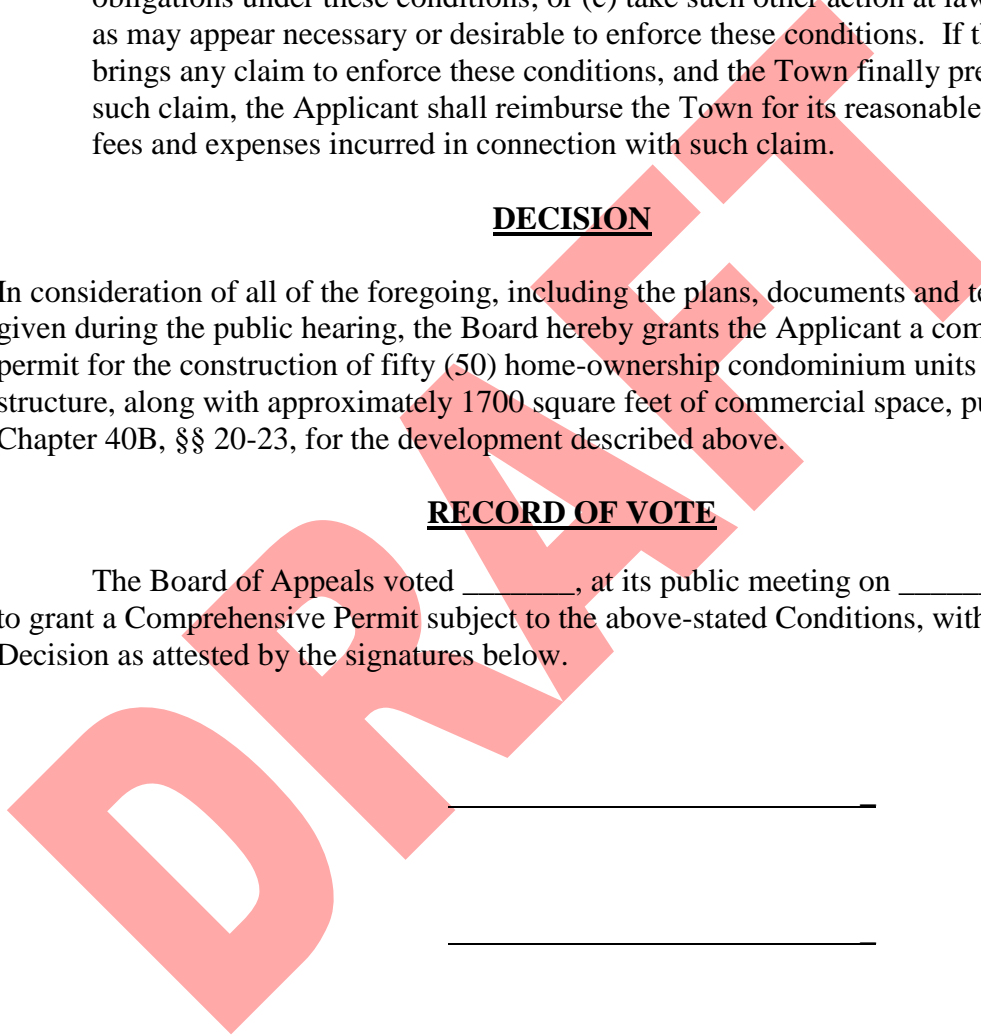 obligations under these conditions; or (c) take such other action at law
as may appear necessary or desirable to enforce these conditions. If
brings any claim to enforce these conditions, and the Town finally
such claim, the Applicant shall reimburse the Town for its reasonable
fees and expenses incurred in connection with such claim.
DECISION
In consideration of all of the foregoing, including the plans, documents and
given during the public hearing, the Board hereby grants the Applicant a
permit for the construction of fifty (50) home-ownership condominium units
structure, along with approximately 1700 square feet of commercial space,
Chapter 40B, §§ 20-23, for the development described above.
RECORD OF VOTE
The Board of Appeals voted _______, at its public meeting on _____
to grant a Comprehensive Permit subject to the above-stated Conditions, with
Decision as attested by the signatures below.
DRAFT